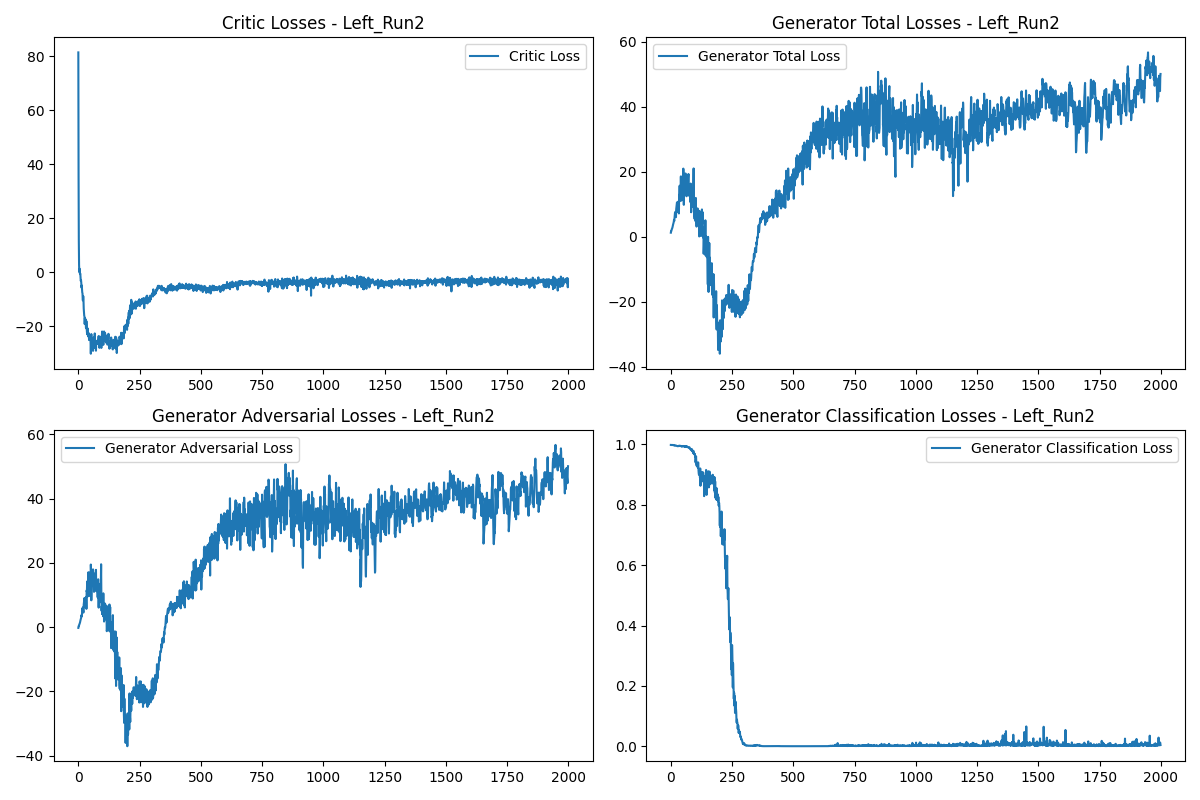 Critic Losses - Left_Run2
Critic Loss
80
60
40
20
0
−20
0 250 500 750 1000 1250 1500 1750 2000
Generator Total Losses - Left_Run2
Generator Total Loss
60
40
20
0
−20
−40
0 250 500 750 1000 1250 1500 1750 2000
Generator Adversarial Losses - Left_Run2
Generator Adversarial Loss
60
40
20
0
−20
−40
0 250 500 750 1000 1250 1500 1750 2000
Generator Classification Losses - Left_Run2
Generator Classification Loss
1.0
0.8
0.6
0.4
0.2
0.0
0 250 500 750 1000 1250 1500 1750 2000